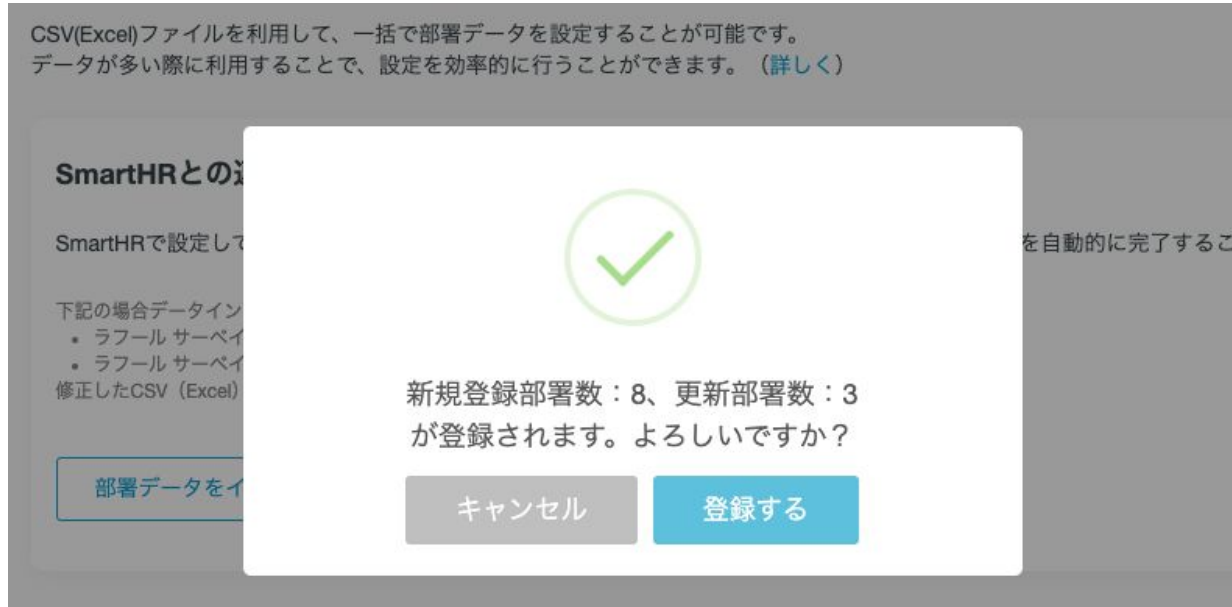 CSV(Excel)ファイルを利用して、一括で部署データを設定することが可能です。
データが多い際に利用することで、設定を効率的に行うことができます。（詳しく）
SmartHRとの
SmartHRで設定して
を自動的に完了するこ
下記の場合データイン
• ラフール サーベイ
• ラフール サーベイ
修正したCSV（Excel）
新規登録部署数：8、更新部署数：3
が登録されます。よろしいですか？
部署データをイ
キャンセル
登録する